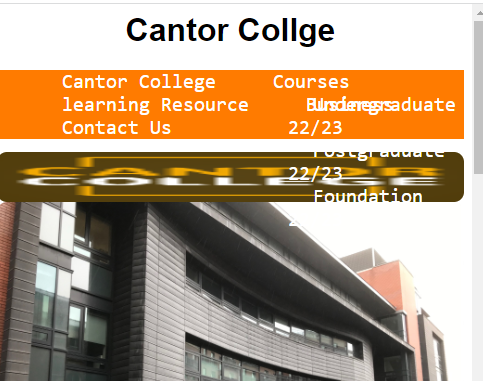 Cantor Collge
Cantor College
Courses
learning Resource
Business
Undergraduate
Contact Us
22/23
Postgraduate
CANTOR
COLLEGE
22/23
Foundation